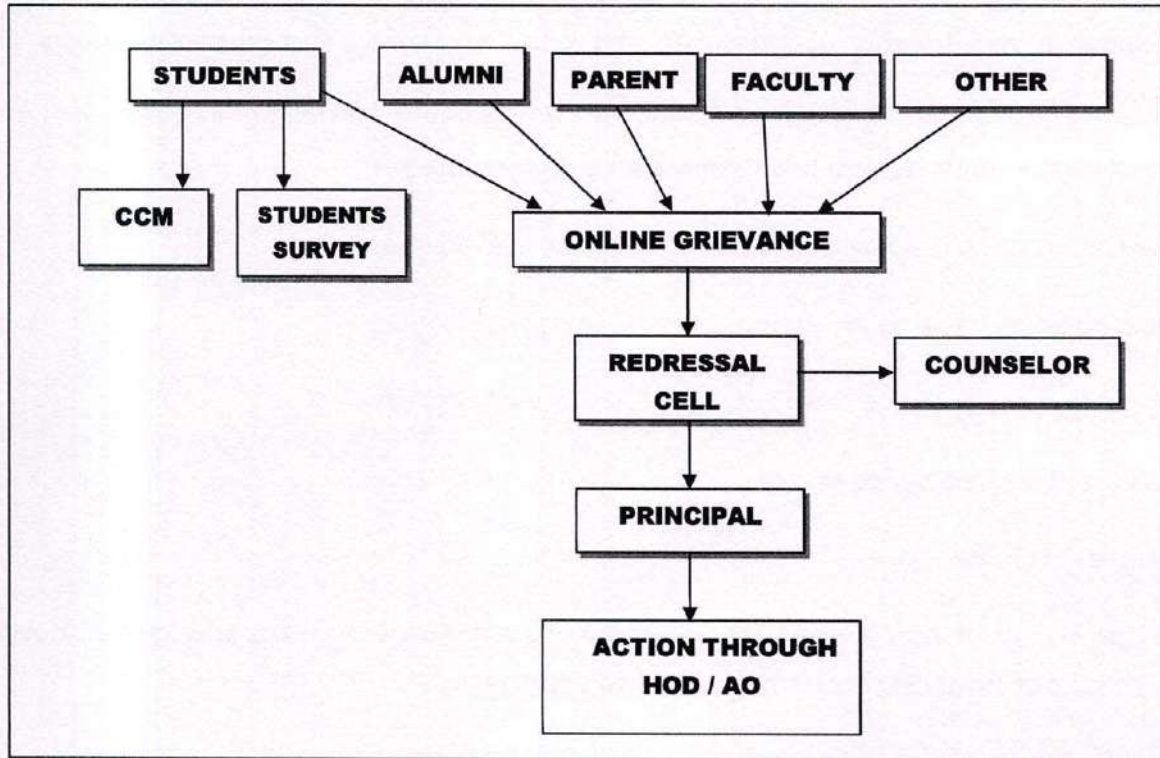 STUDENTS
ALUMNI
PARENT
FACULTY
OTHER
CCM
STUDENTS
SURVEY
ONLINE GRIEVANCE
REDRESSAL
CELL
COUNSELOR
PRINCIPAL
ACTION THROUGH
HOD / AO